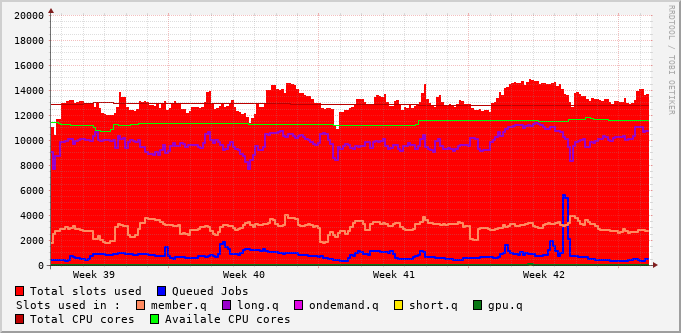 20000
18000
16000
14000
12000
10000
8000
6000
4000
2000
0
Week 39 Week 40 Week 41 Week 42
Total slots used Queued Jobs
Slots used in : member.q long.q ondemand.q short.q gpu.q
Total CPU cores Availale CPU cores
RRDTOOL / TOBI OETIKER